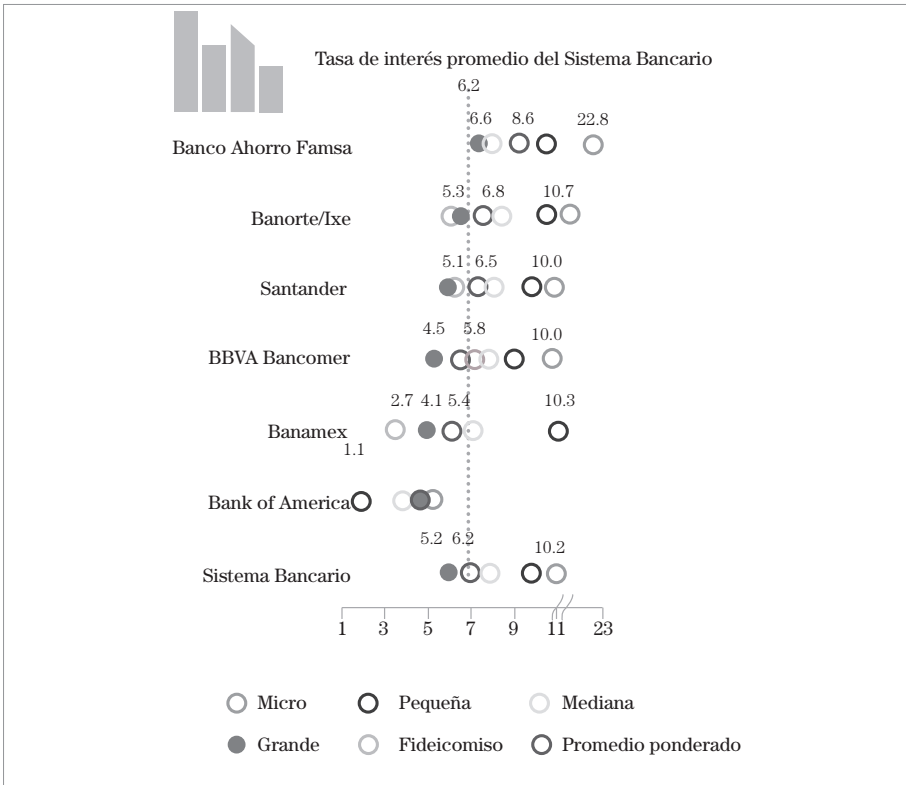 Tasa de interés promedio del Sistema Bancario
6.2
6.6 8.6 22.8
Banco Ahorro Famsa
5.3 6.8 10.7
Banorte/Ixe
5.1 6.5 10.0
Santander
4.5 5.8 10.0
BBVA Bancomer
2.7 4.1 5.4 10.3
Banamex
1.1
Bank of America
5.2 6.2 10.2
Sistema Bancario
1 3 5 7 9 11 23
Micro Pequeña Mediana
Grande Fideicomiso Promedio ponderado